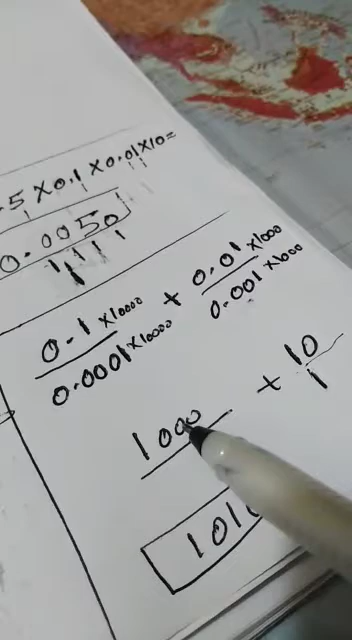 .5 X 0.1 X 0.01 X 10 =
0.0050
0.1 X 10000 / 0.0001 X 10000 + 0.01 X 1000 / 0.001 X 1000
1000 + 10 / 1